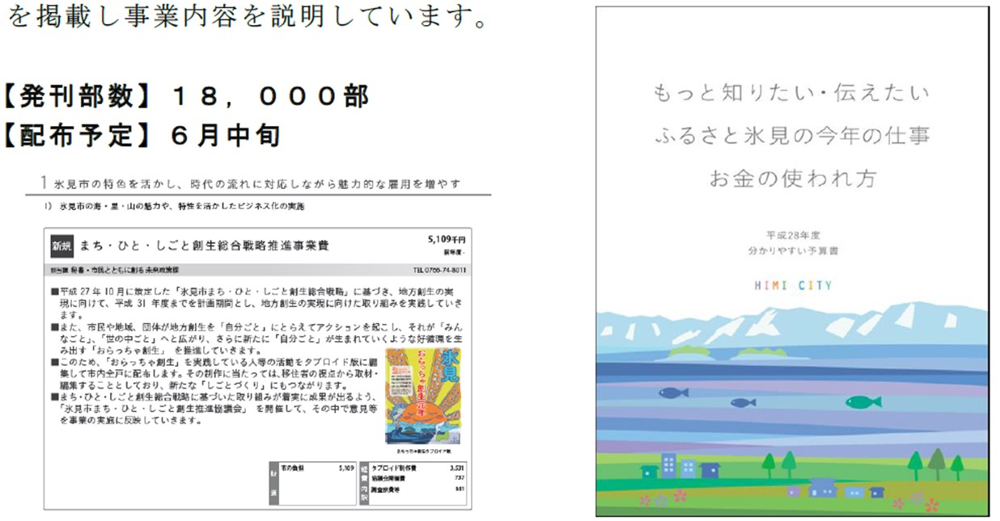 を掲載し事業内容を説明しています。
【発刊部数】１８，０００部
【配布予定】６月中旬
1 氷見市の特色を活かし、時代の流れに対応しながら魅力的な雇用を増やす
1） 氷見市の海・里・山の魅力や、特性を活かしたビジネス化の実施
新規 まち・ひと・しごと創生総合戦略推進事業費 5,109千円
前年度 -
担当課 秘書・市民とともに創る未来政策課 TEL 0766-74-8011
■平成 27 年 10 月に策定した「氷見市まち・ひと・しごと創生総合戦略」に基づき、地方創生の実
現に向けて、平成 31 年度までを計画期間とし、地方創生の実現に向けた取り組みを実践していき
ます。
■また、市民や地域、団体が地方創生を「自分ごと」にとらえてアクションを起こし、それが「みん
なごと」、「世の中ごと」へと広がり、さらに新たに「自分ごと」が生まれていくような好循環を生
み出す「おらっちゃ創生」 を推進していきます。
■このため、「おらっちゃ創生」を実践している人等の活動をタブロイド版に編
集して市内全戸に配布します。その創作に当たっては、移住者の視点から取材・
編集することとしており、新たな「しごとづくり」にもつながります。
■まち・ひと・しごと創生総合戦略に基づいた取り組みが着実に成果が出るよう、
「氷見市まち・ひと・しごと創生推進協議会」 を開催して、その中で意見等
を事業の実施に反映していきます。
氷見
おらっちゃ創生元年
おらっちゃ創生タブロイド版
財源 市の負担 5,109
経費内訳 タブロイド制作費 3,531
協議会開催費 737
調査旅費等 841
もっと知りたい・伝えたい
ふるさと氷見の今年の仕事
お金の使われ方
平成28年度
分かりやすい予算書
HIMI CITY